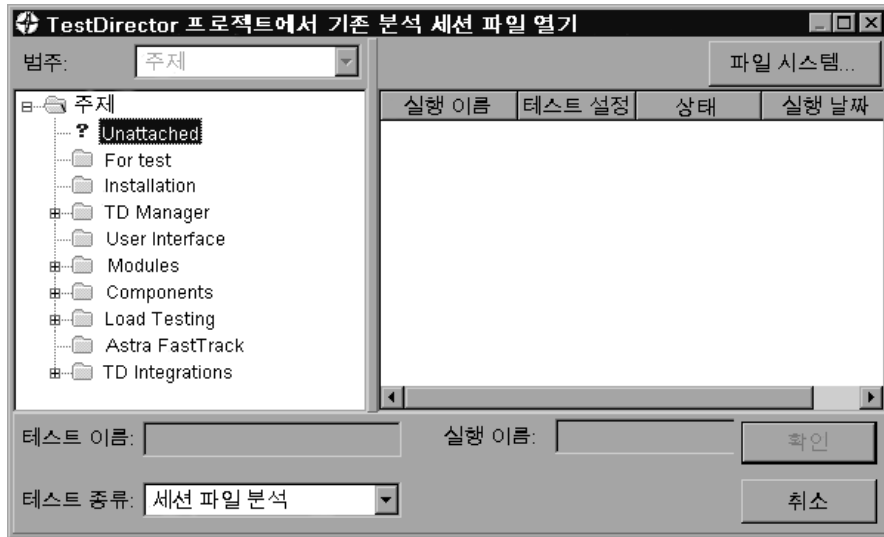 TestDirector 프로젝트에서 기존 분석 세션 파일 열기
범주: 주제
파일 시스템...
주제
? Unattached
For test
Installation
TD Manager
User Interface
Modules
Components
Load Testing
Astra FastTrack
TD Integrations
실행 이름 테스트 설정 상태 실행 날짜
테스트 이름: 실행 이름: 확인
테스트 종류: 세션 파일 분석 취소